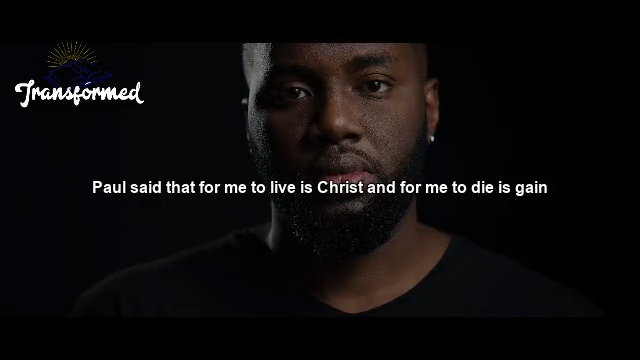 Transformed
Paul said that for me to live is Christ and for me to die is gain